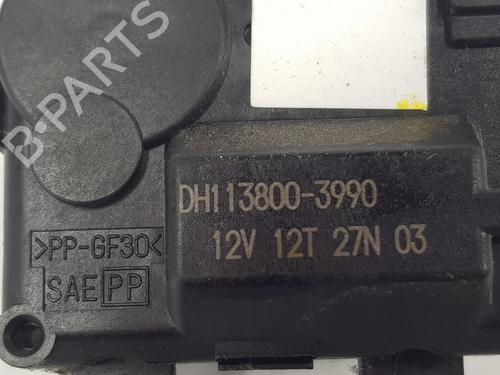 B-PARTS
DH113800-3990
12V 12T 27N 03
>PP-GF30<
SAE PP